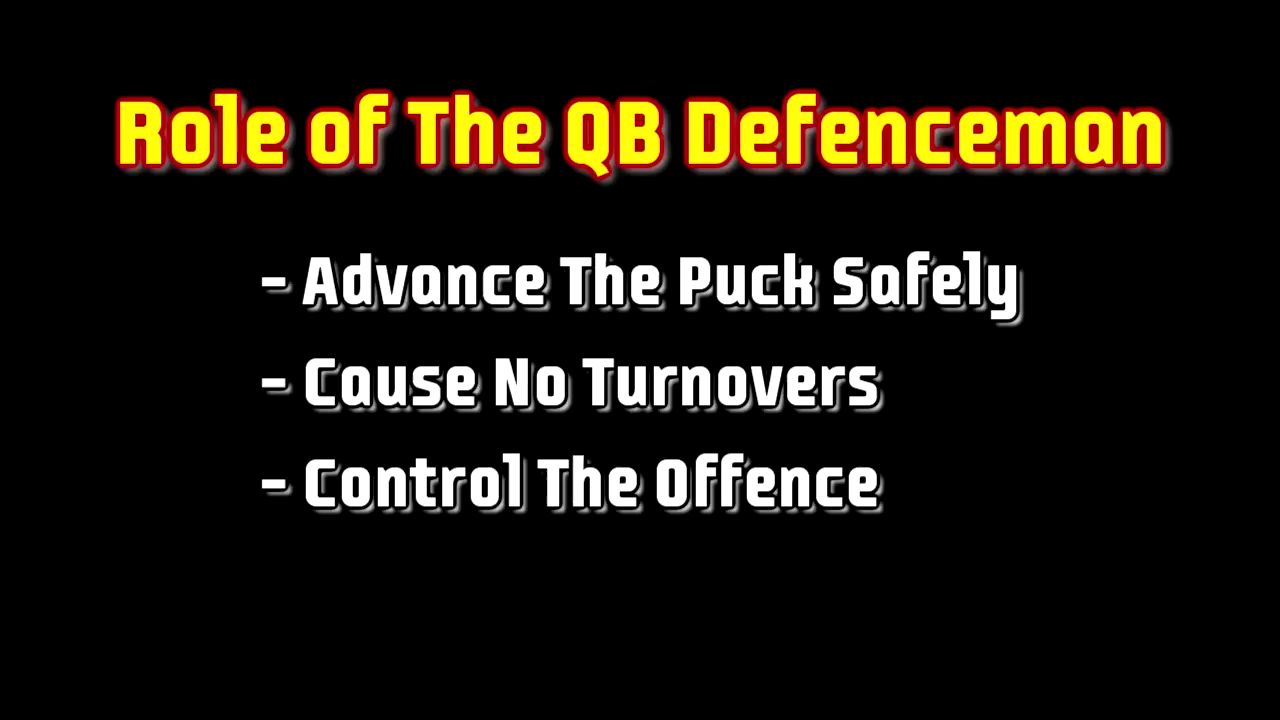 Role of The QB Defenceman
- Advance The Puck Safely
- Cause No Turnovers
- Control The Offence